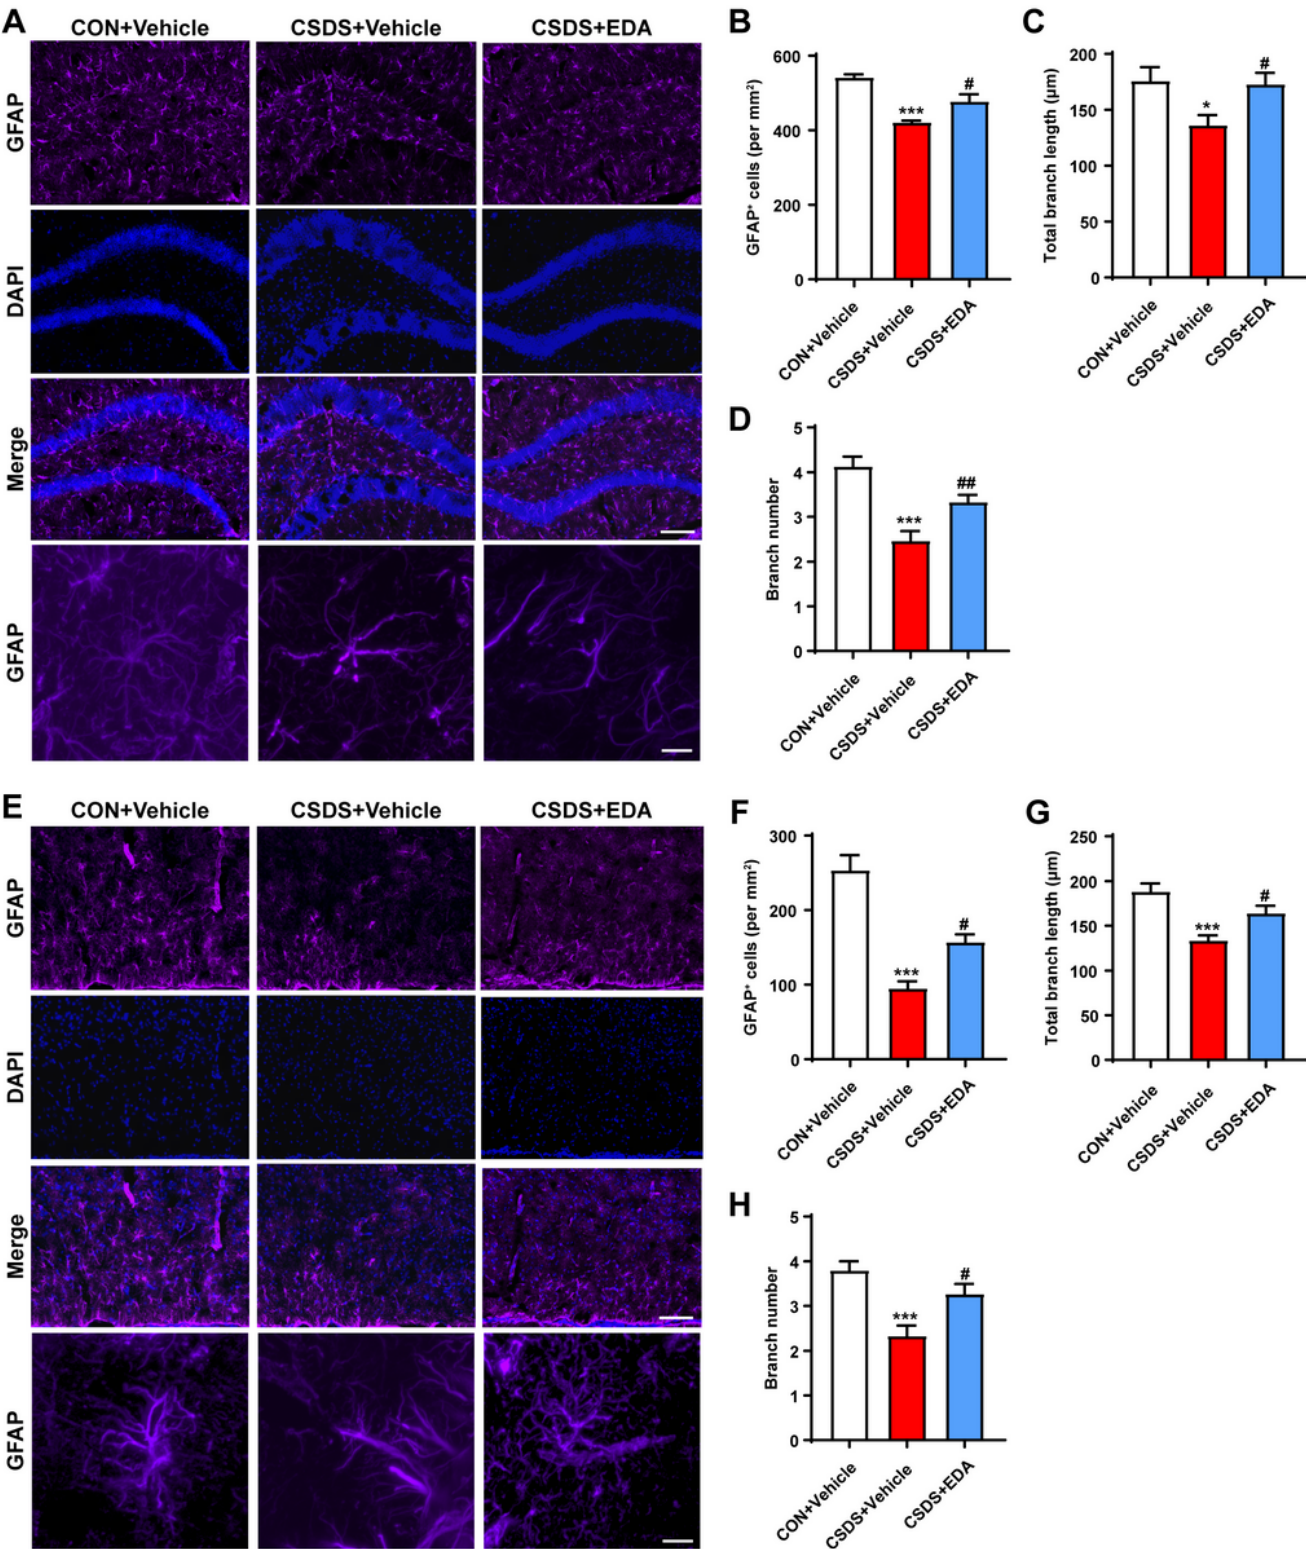 A
CON+Vehicle
CSDS+Vehicle
CSDS+EDA
GFAP
DAPI
Merge
GFAP
B
GFAP⁺ cells (per mm²)
600
400
200
0
***
#
CON+Vehicle
CSDS+Vehicle
CSDS+EDA
C
Total branch length (μm)
200
150
100
50
0
*
#
CON+Vehicle
CSDS+Vehicle
CSDS+EDA
D
Branch number
5
4
3
2
1
0
***
##
CON+Vehicle
CSDS+Vehicle
CSDS+EDA
E
CON+Vehicle
CSDS+Vehicle
CSDS+EDA
GFAP
DAPI
Merge
GFAP
F
GFAP⁺ cells (per mm²)
300
200
100
0
***
#
CON+Vehicle
CSDS+Vehicle
CSDS+EDA
G
Total branch length (μm)
250
200
150
100
50
0
***
#
CON+Vehicle
CSDS+Vehicle
CSDS+EDA
H
Branch number
5
4
3
2
1
0
***
#
CON+Vehicle
CSDS+Vehicle
CSDS+EDA